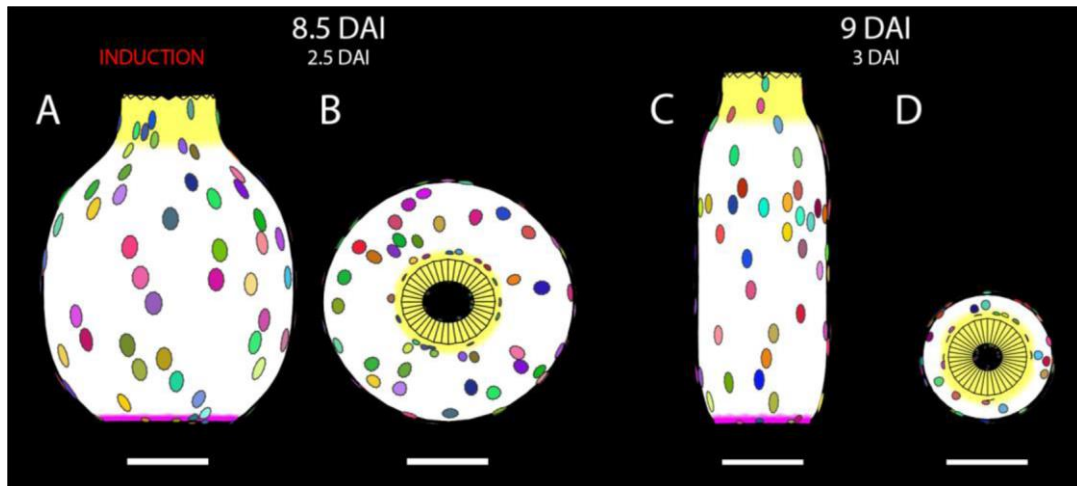 8.5 DAI
9 DAI
INDUCTION
2.5 DAI
3 DAI
A
B
C
D